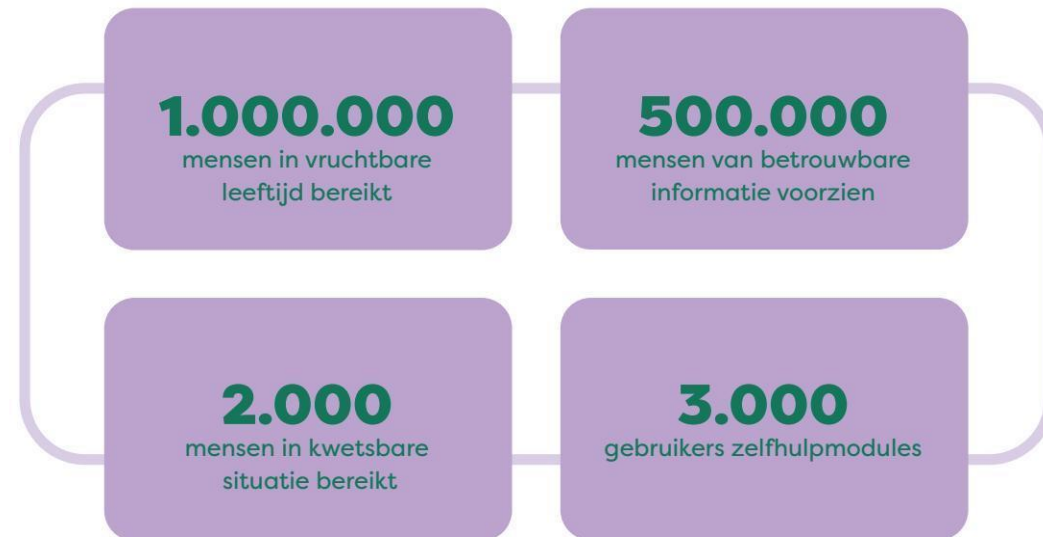 1.000.000
mensen in vruchtbare
leeftijd bereikt
500.000
mensen van betrouwbare
informatie voorzien
2.000
mensen in kwetsbare
situatie bereikt
3.000
gebruikers zelfhulpmodules